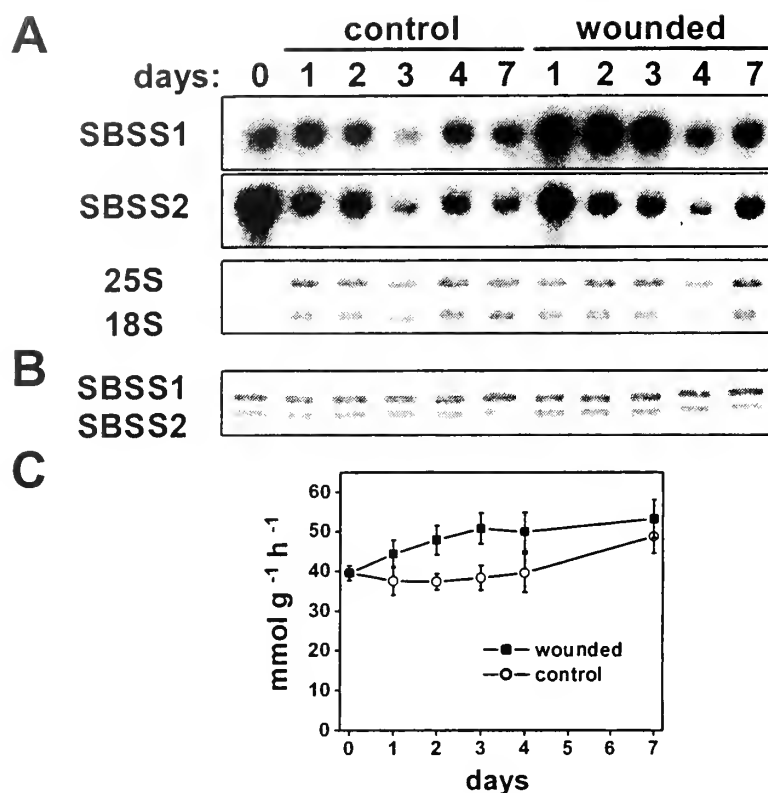 A
control wounded
days: 0 1 2 3 4 7 1 2 3 4 7
SBSS1
SBSS2
25S
18S
B
SBSS1
SBSS2
C
60
50
40
30
20
10
0
mmol g -1 h -1
wounded
control
0 1 2 3 4 5 6 7
days